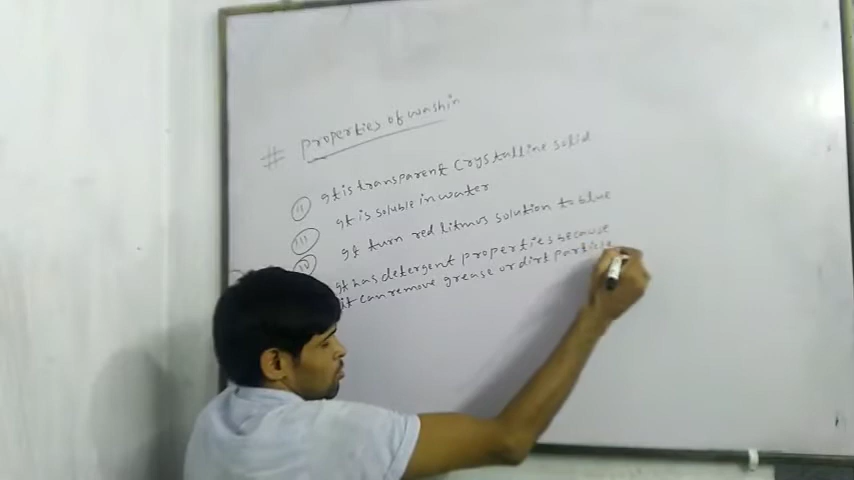 # Properties of washin
It is transparent Crystalline solid
(ii) It is soluble in water
(iii) It turn red litmus solution to blue
(iv) It has detergent properties because
it can remove grease or dirt particle